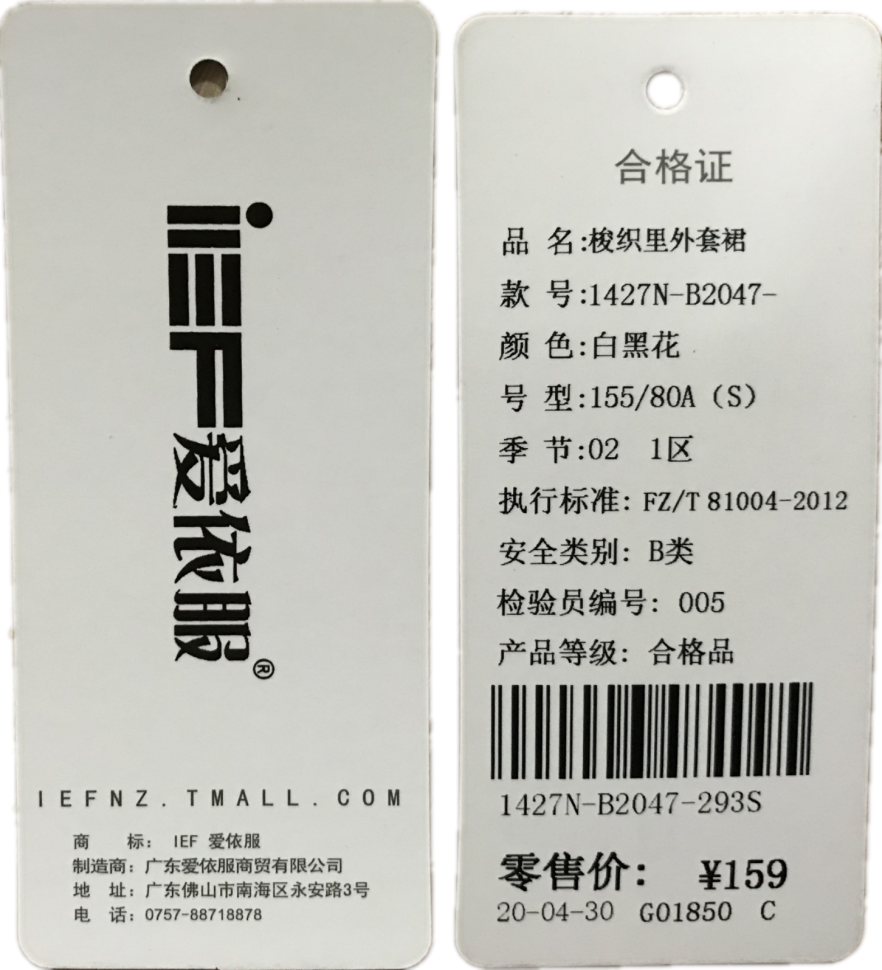 iEF爱依服®
IEFNZ.TMALL.COM
商 标： IEF 爱依服
制造商：广东爱依服商贸有限公司
地 址：广东佛山市南海区永安路3号
电 话：0757-88718878
合格证
品 名:梭织里外套裙
款 号:1427N-B2047-
颜 色:白黑花
号 型:155/80A（S）
季 节:02 1区
执行标准: FZ/T 81004-2012
安全类别: B类
检验员编号: 005
产品等级: 合格品
1427N-B2047-293S
零售价: ¥159
20-04-30 G01850 C